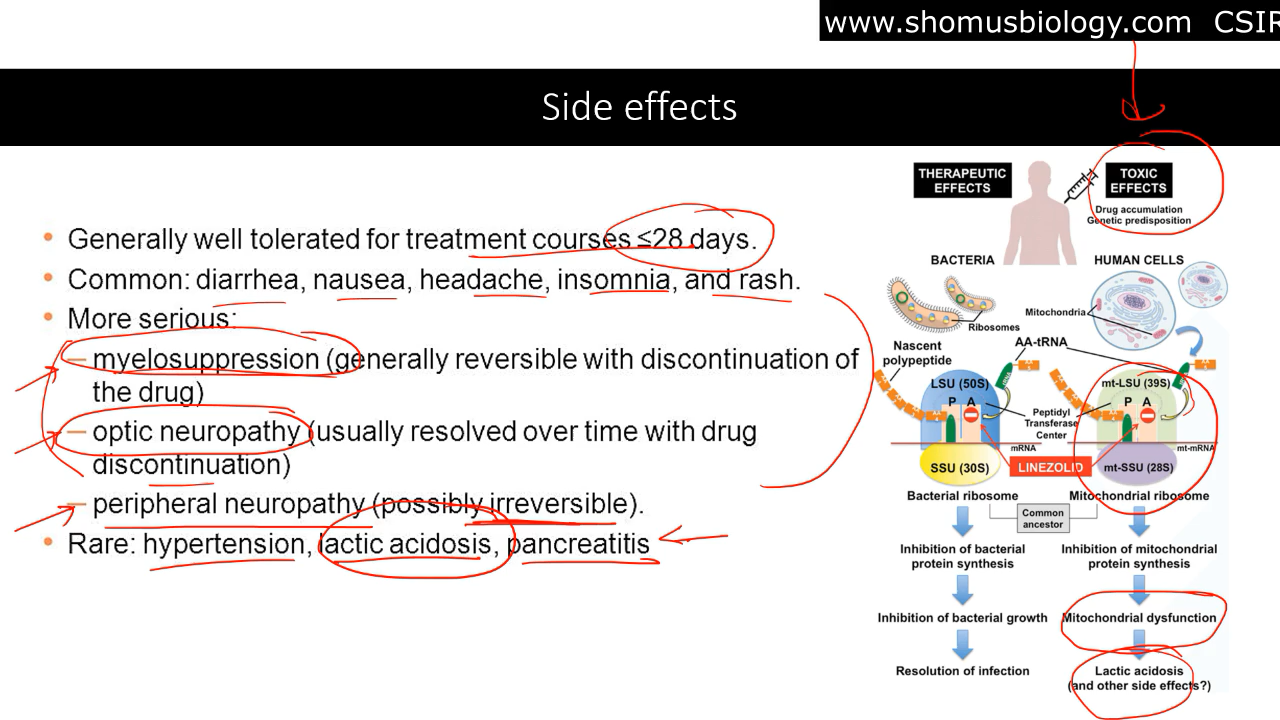 www.shomusbiology.com CSIR
Side effects
• Generally well tolerated for treatment courses ≤28 days.
• Common: diarrhea, nausea, headache, insomnia, and rash.
• More serious:
– myelosuppression (generally reversible with discontinuation of
the drug)
– optic neuropathy (usually resolved over time with drug
discontinuation)
– peripheral neuropathy (possibly irreversible).
• Rare: hypertension, lactic acidosis, pancreatitis
THERAPEUTIC
EFFECTS
TOXIC
EFFECTS
Drug accumulation
Genetic predisposition
BACTERIA
HUMAN CELLS
Ribosomes
Mitochondria
Nascent
polypeptide
AA-tRNA
LSU (50S)
P A
mt-LSU (39S)
P A
Peptidyl
Transferase
Center
mRNA
mt-mRNA
SSU (30S)
LINEZOLID
mt-SSU (28S)
Bacterial ribosome
Mitochondrial ribosome
Common
ancestor
Inhibition of bacterial
protein synthesis
Inhibition of mitochondrial
protein synthesis
Inhibition of bacterial growth
Mitochondrial dysfunction
Resolution of infection
Lactic acidosis
(and other side effects?)